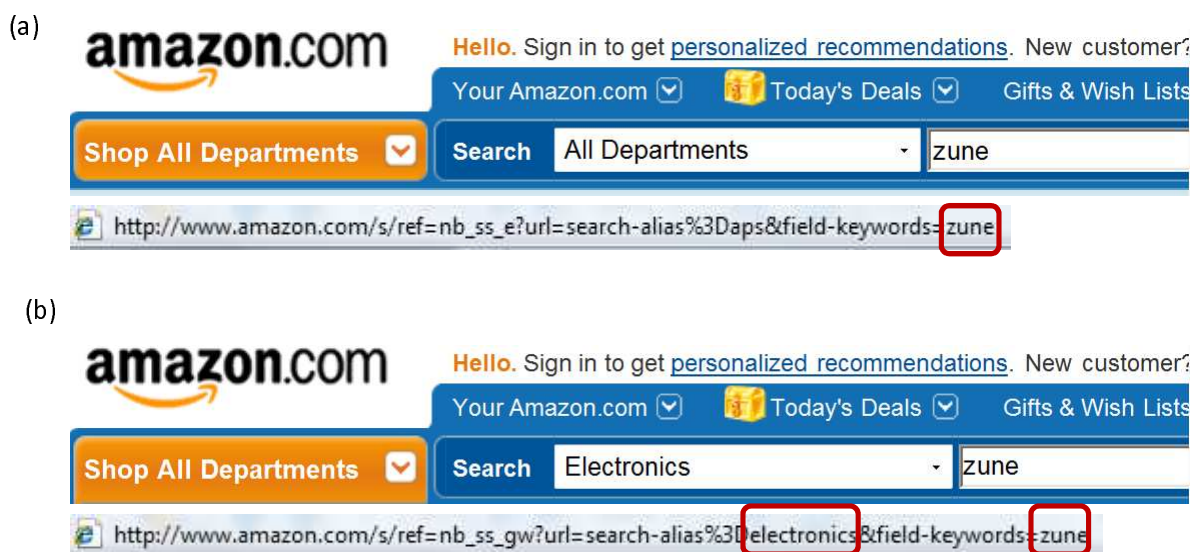 (a)
amazon.com
Hello. Sign in to get personalized recommendations. New customer?
Your Amazon.com Today's Deals Gifts & Wish Lists
Shop All Departments Search All Departments zune
http://www.amazon.com/s/ref=nb_ss_e?url=search-alias%3Daps&field-keywords=zune
(b)
amazon.com
Hello. Sign in to get personalized recommendations. New customer?
Your Amazon.com Today's Deals Gifts & Wish Lists
Shop All Departments Search Electronics zune
http://www.amazon.com/s/ref=nb_ss_gw?url=search-alias%3Delectronics&field-keywords=zune